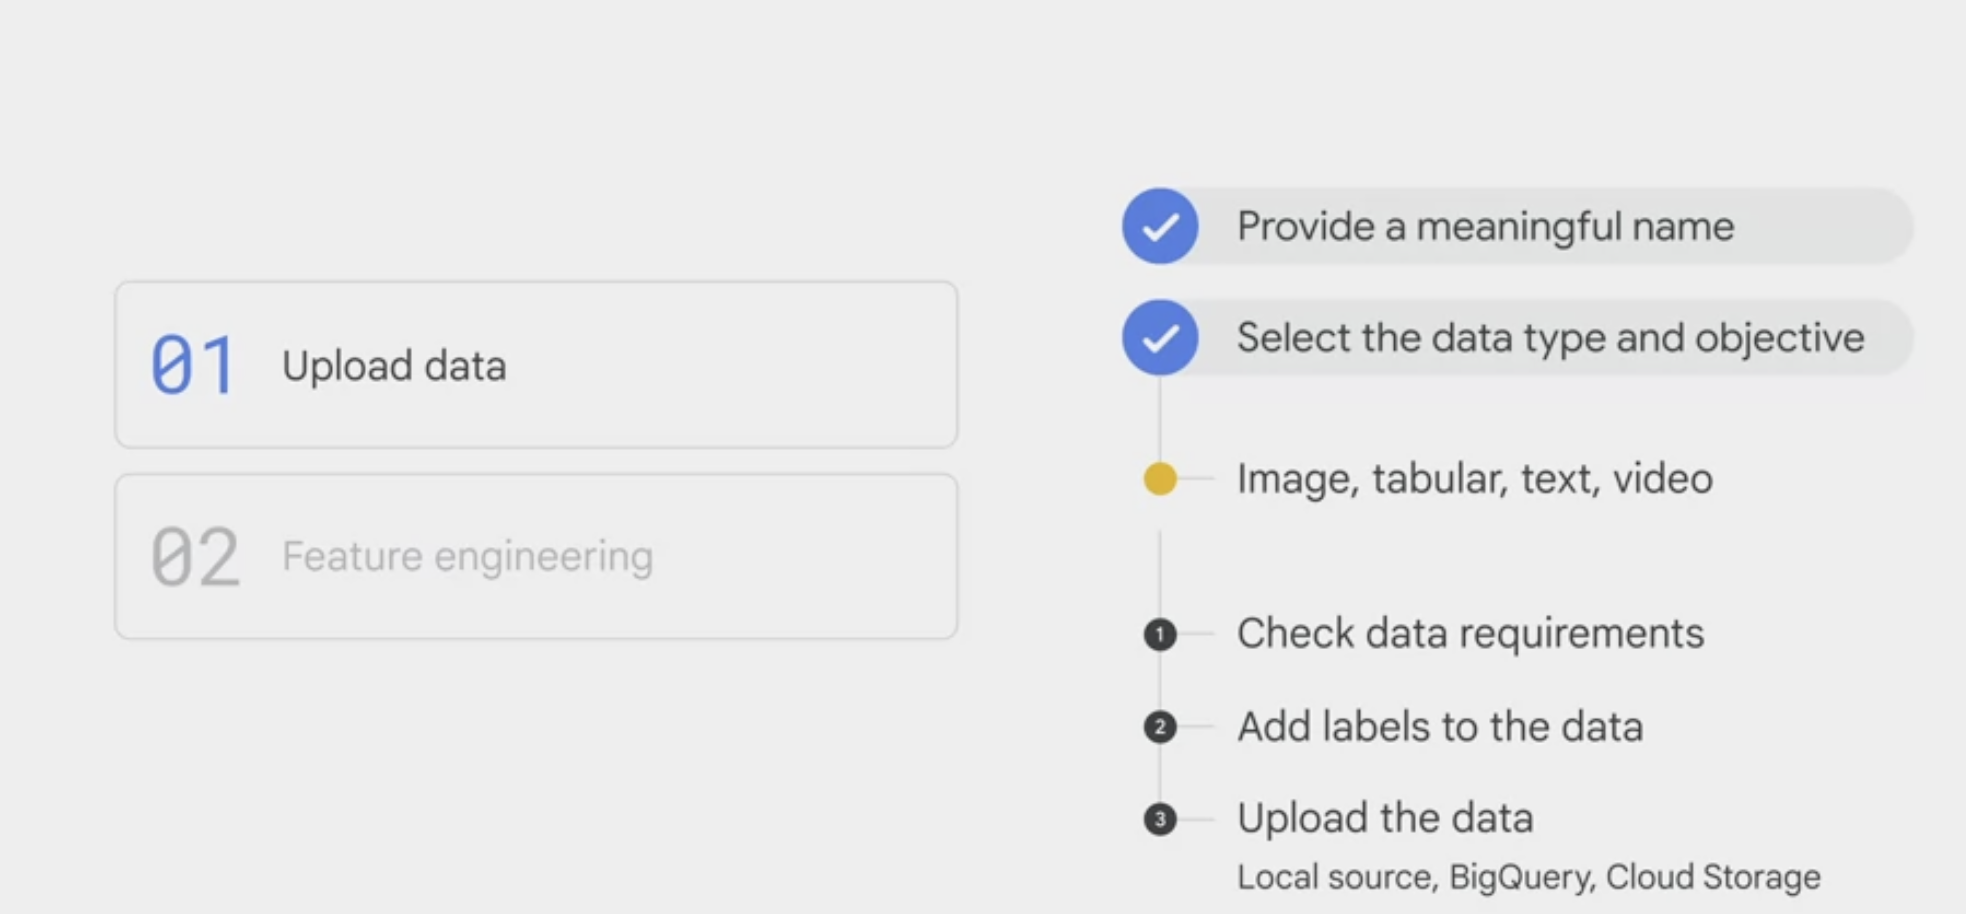 01 Upload data
02 Feature engineering
Provide a meaningful name
Select the data type and objective
Image, tabular, text, video
1 Check data requirements
2 Add labels to the data
3 Upload the data
Local source, BigQuery, Cloud Storage